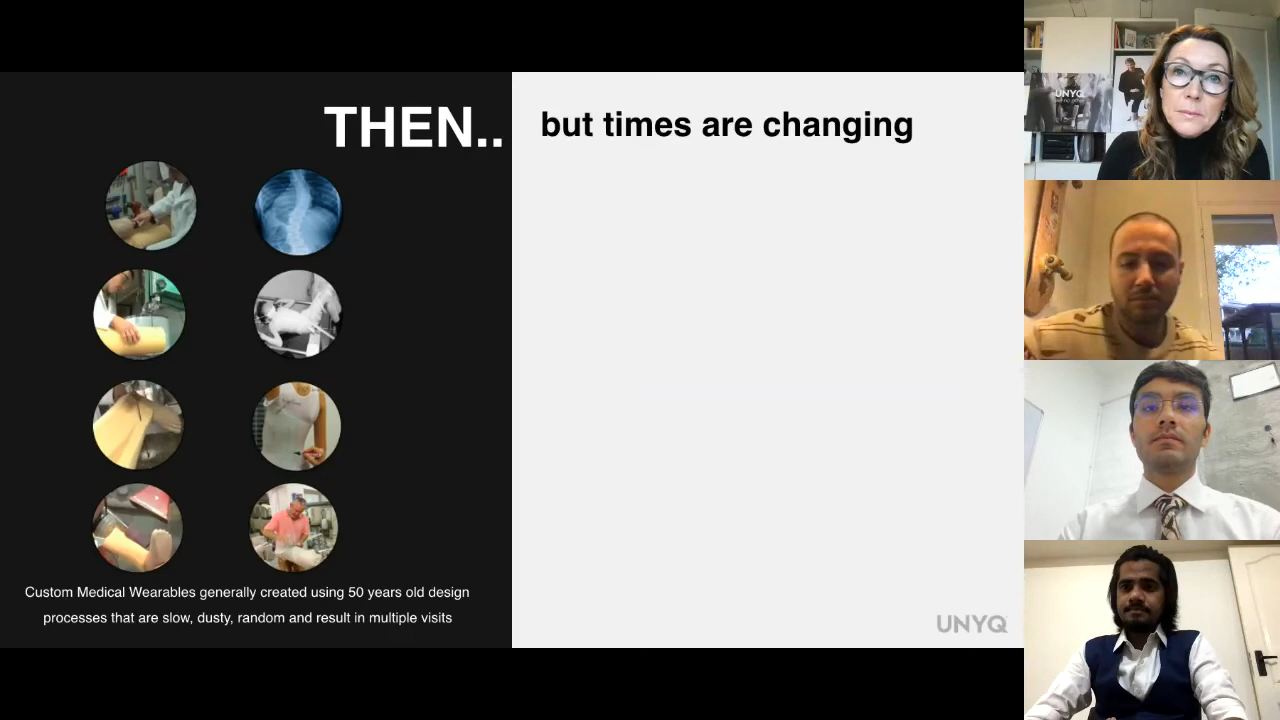 THEN..
but times are changing
Custom Medical Wearables generally created using 50 years old design
processes that are slow, dusty, random and result in multiple visits
UNYQ
UNYQ